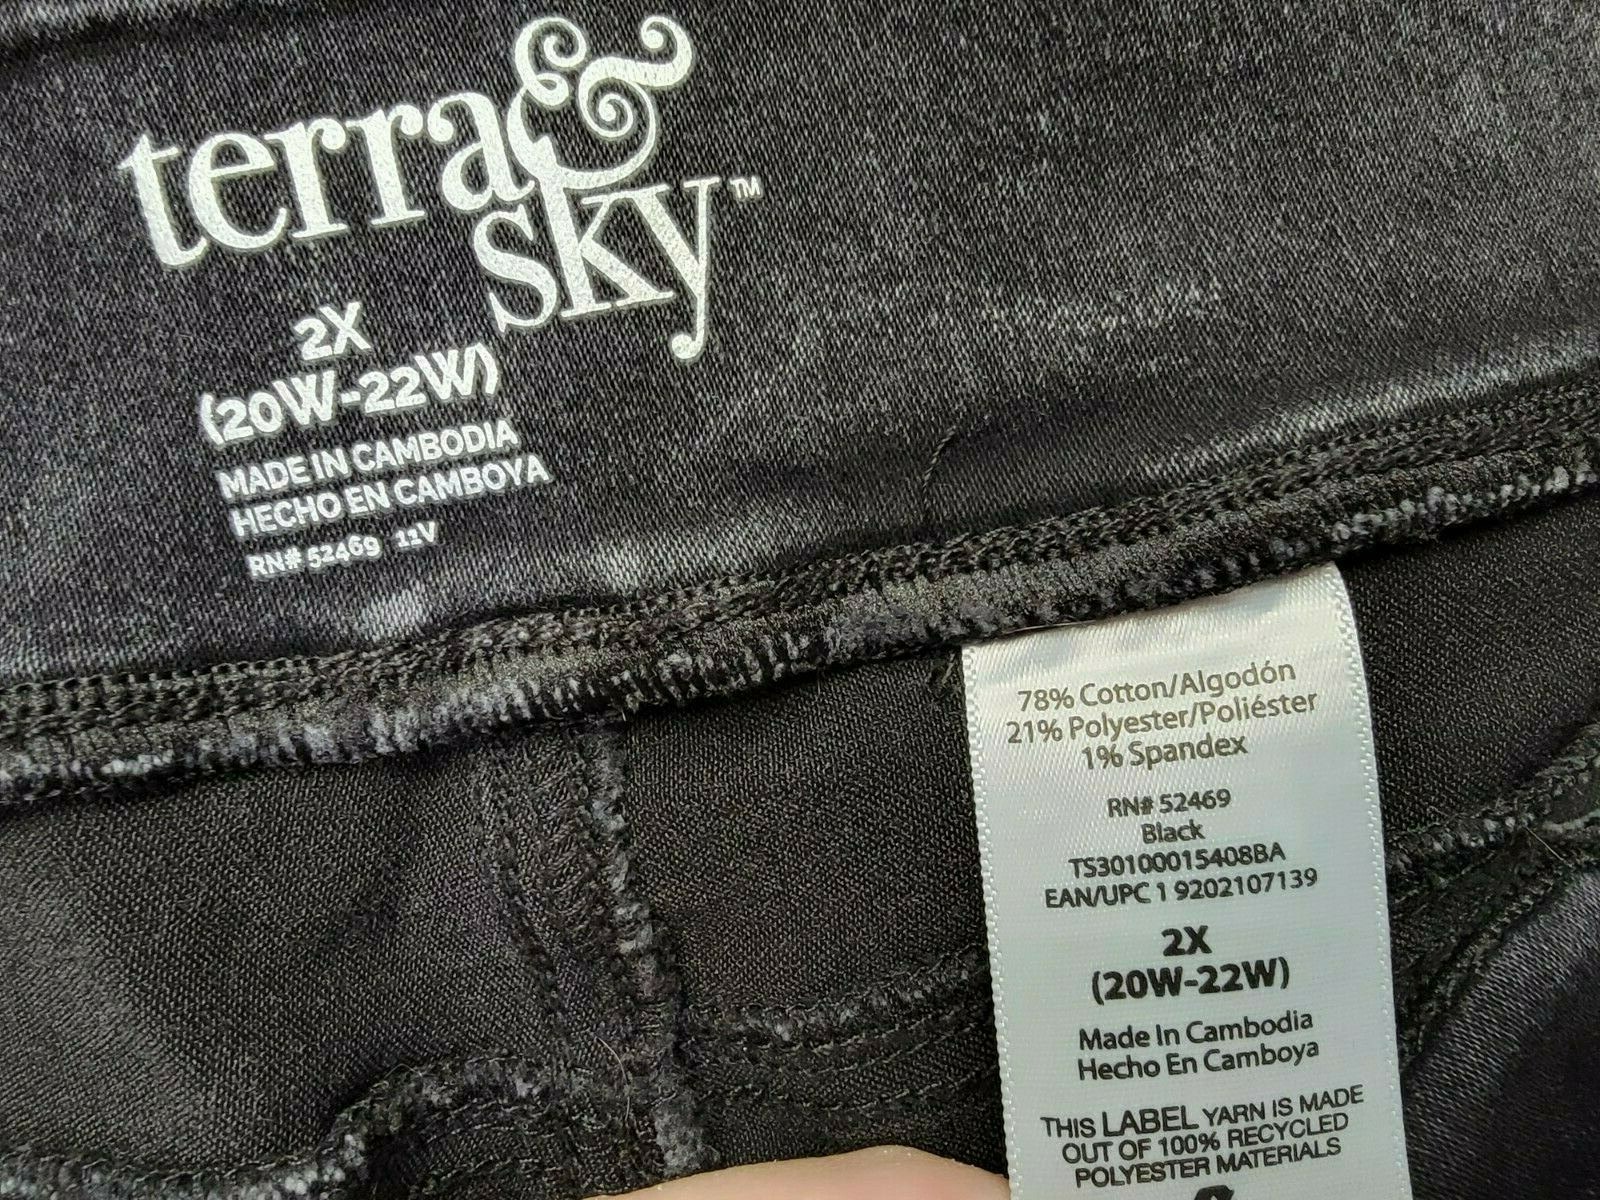 terra &
sky™
2X
(20W-22W)
MADE IN CAMBODIA
HECHO EN CAMBOYA
RN# 52469 11V
78% Cotton/Algodón
21% Polyester/Poliéster
1% Spandex
RN# 52469
Black
TS30100015408BA
EAN/UPC 1 9202107139
2X
(20W-22W)
Made In Cambodia
Hecho En Camboya
THIS LABEL YARN IS MADE
OUT OF 100% RECYCLED
POLYESTER MATERIALS